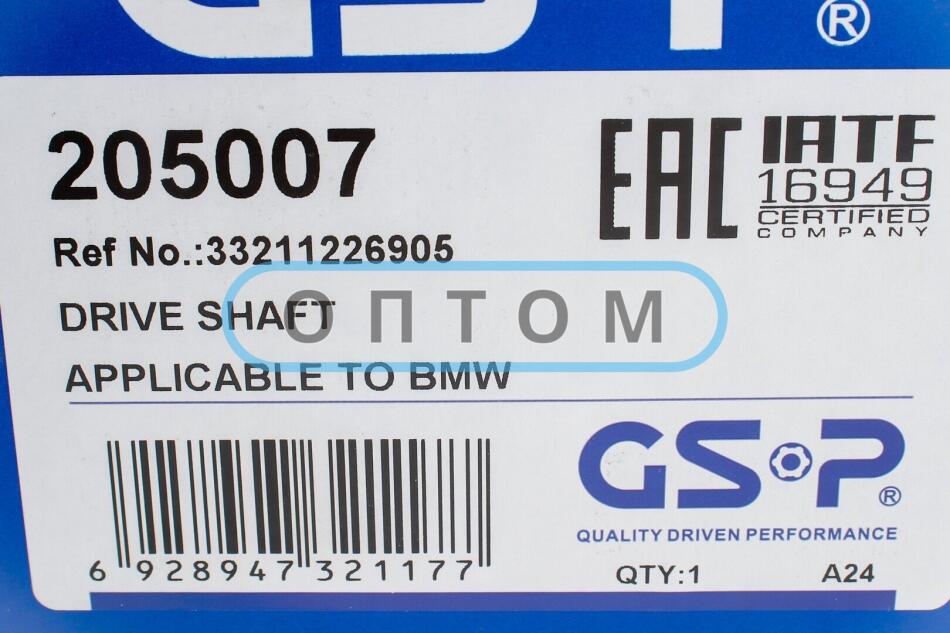 GSP ®
205007
EAC
IATF
16949
CERTIFIED
COMPANY
Ref No.:33211226905
DRIVE SHAFT
ОПТОМ
APPLICABLE TO BMW
GSP®
QUALITY DRIVEN PERFORMANCE
6 928947 321177
QTY:1 A24